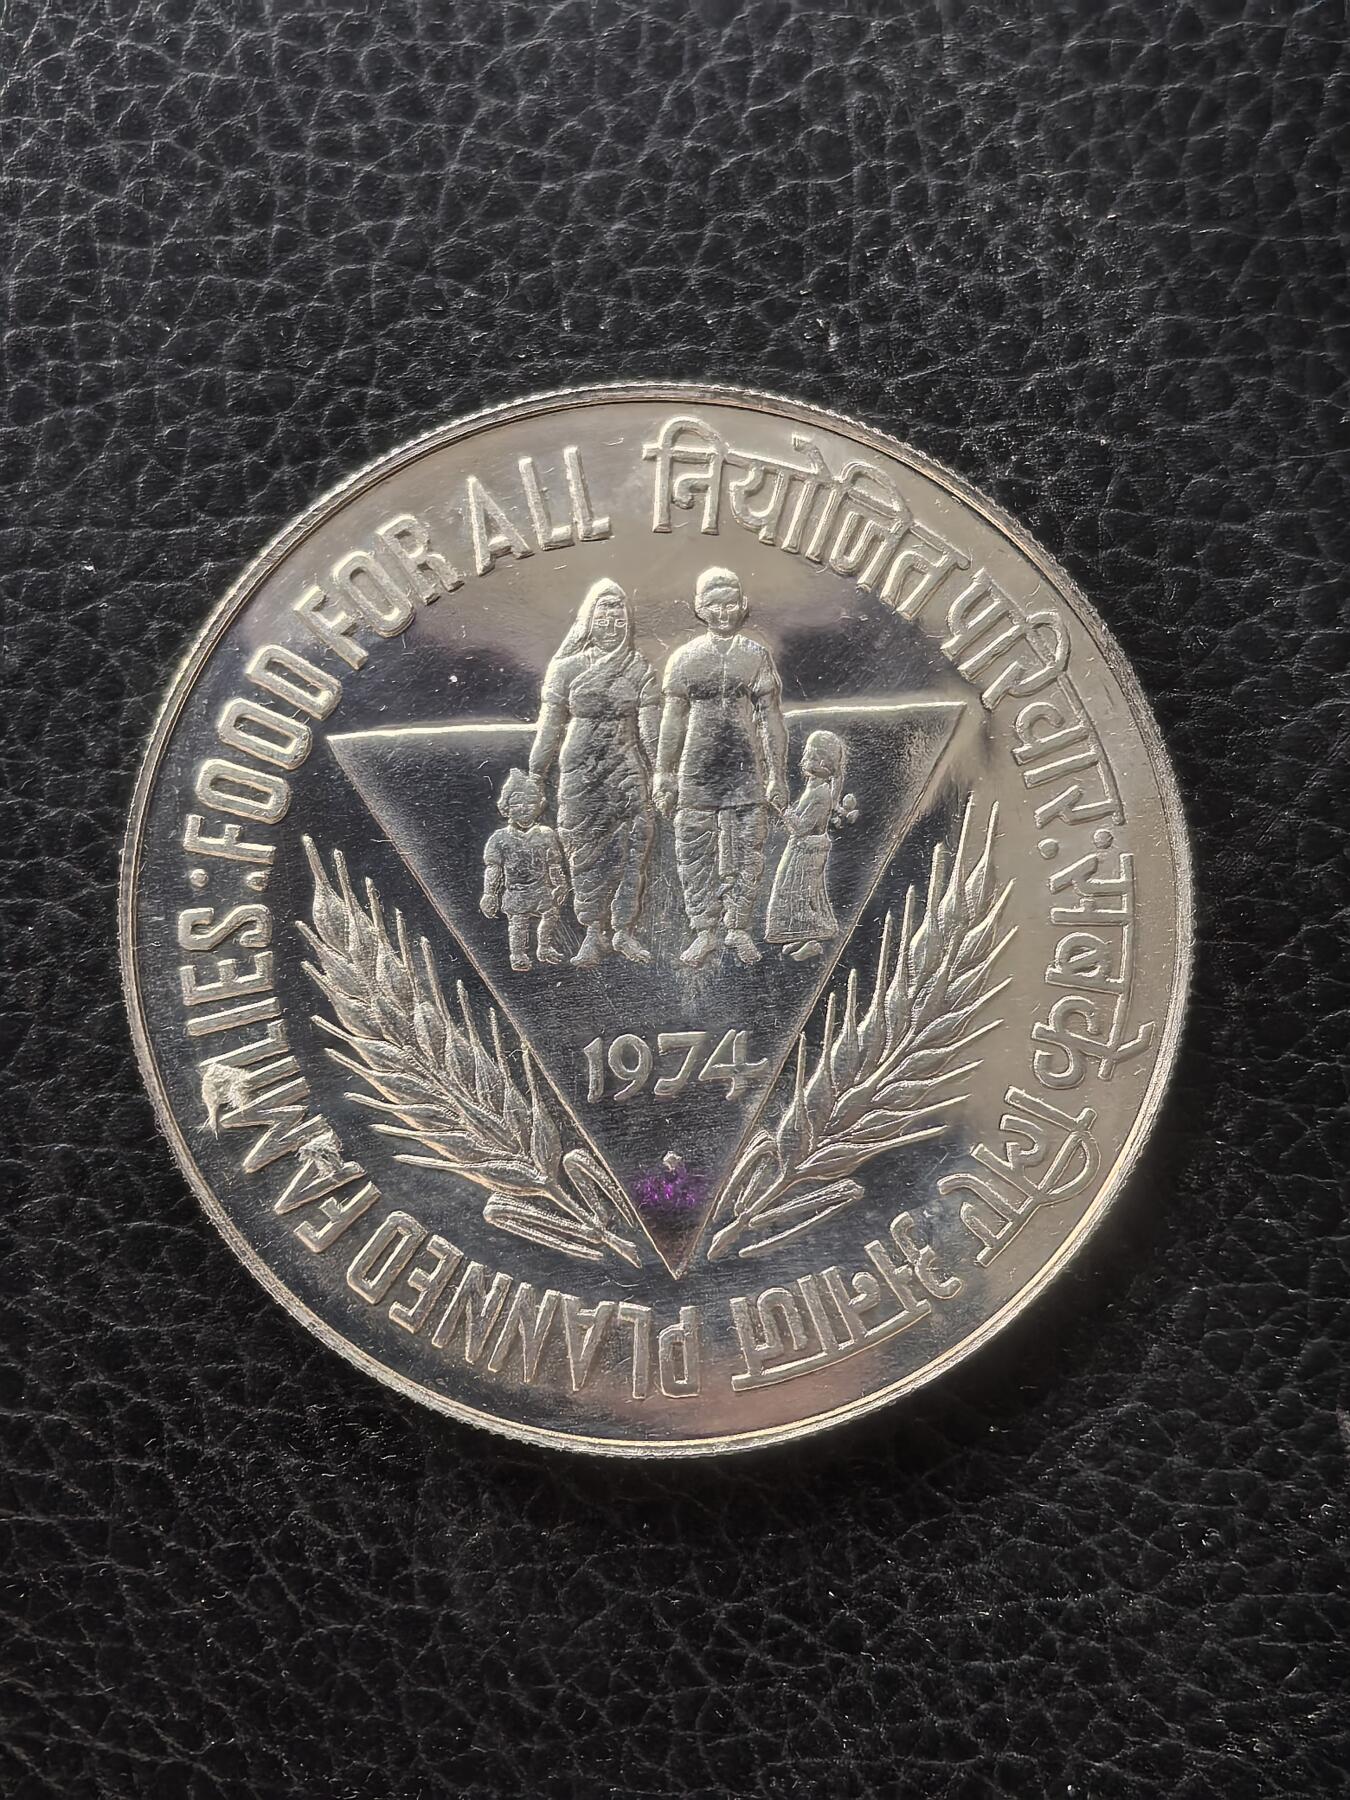 PLANNED FAMILIES: FOOD FOR ALL
नियोजित परिवार: सबके लिए अनाज
1974